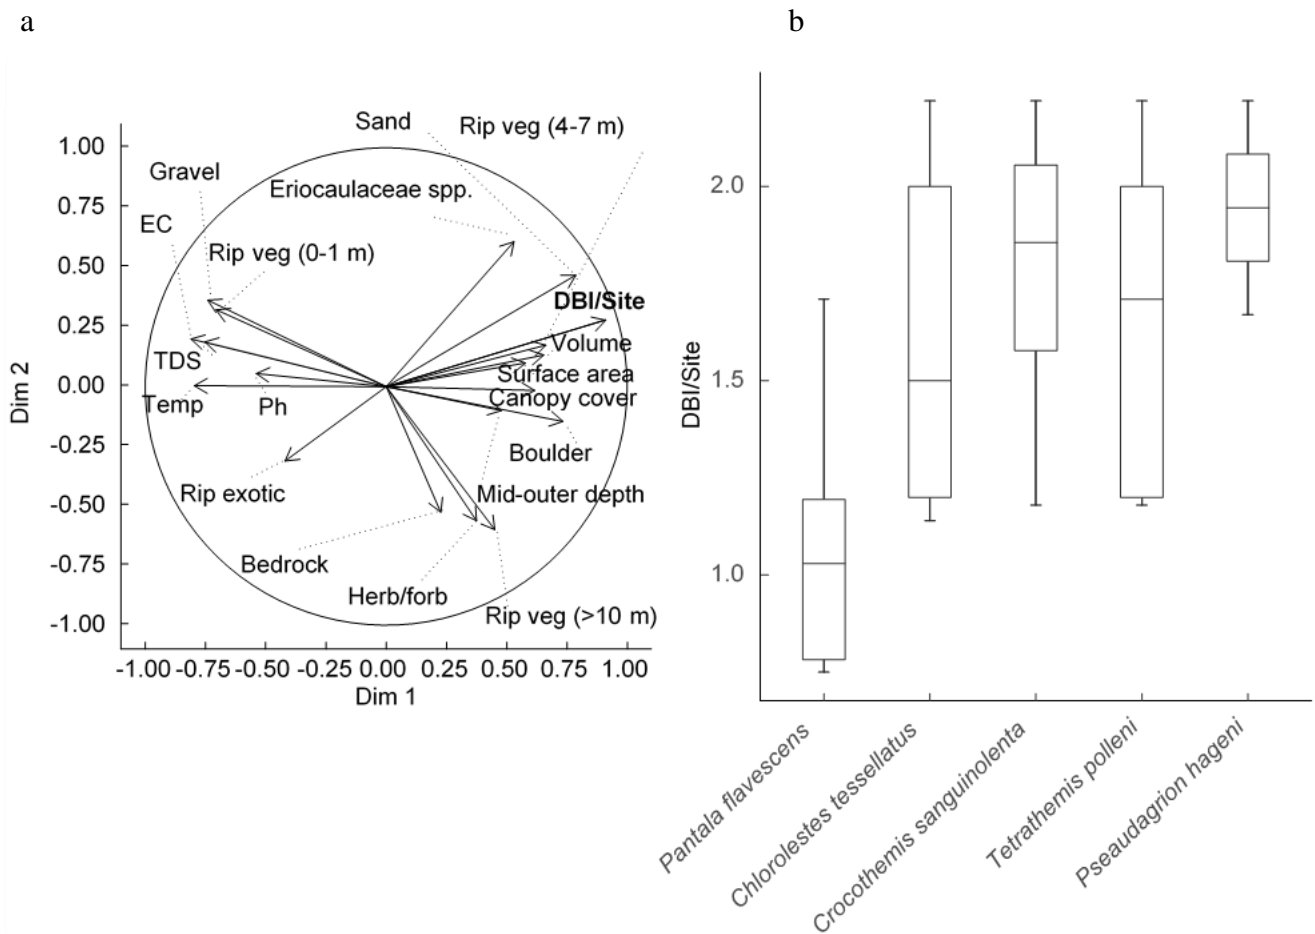 a
b
Sand
Rip veg (4-7 m)
Gravel
Eriocaulaceae spp.
EC
Rip veg (0-1 m)
DBI/Site
Volume
TDS
Surface area
Temp
Ph
Canopy cover
Boulder
Rip exotic
Mid-outer depth
Bedrock
Herb/forb
Rip veg (>10 m)
1.00
0.75
0.50
0.25
0.00
-0.25
-0.50
-0.75
-1.00
Dim 2
-1.00 -0.75 -0.50 -0.25 0.00 0.25 0.50 0.75 1.00
Dim 1
2.0
1.5
1.0
DBI/Site
Pantala flavescens
Chlorolestes tessellatus
Crocothemis sanguinolenta
Tetrathemis polleni
Pseaudagrion hageni